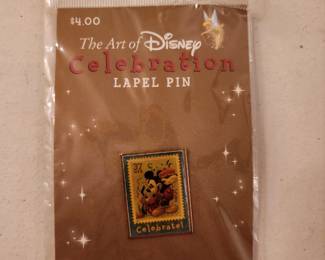 $4.00
The Art of Disney
Celebration
LAPEL PIN
37
Celebrate!